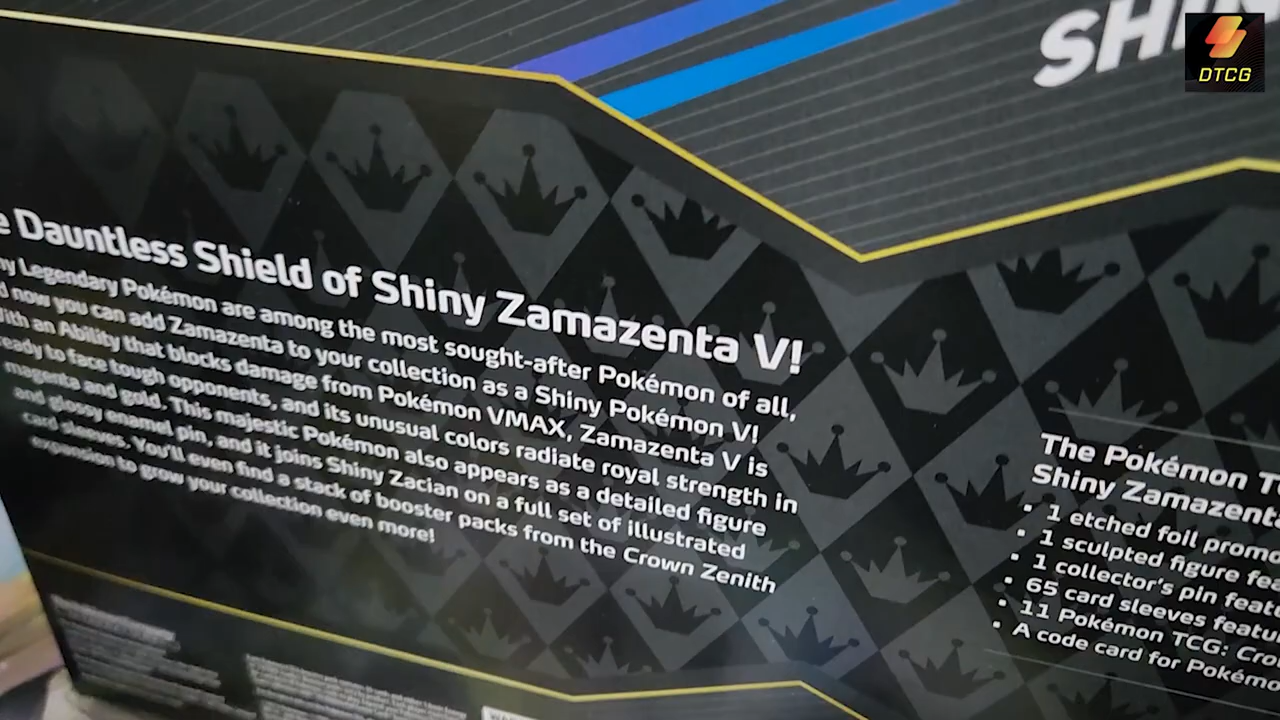 SHIN
DTCG
e Dauntless Shield of Shiny Zamazenta V!
ny Legendary Pokémon are among the most sought-after Pokémon of all,
d now you can add Zamazenta to your collection as a Shiny Pokémon V!
With an Ability that blocks damage from Pokémon VMAX, Zamazenta V is
ready to face tough opponents, and its unusual colors radiate royal strength in
magenta and gold. This majestic Pokémon also appears as a detailed figure
and glossy enamel pin, and it joins Shiny Zacian on a full set of illustrated
card sleeves. You'll even find a stack of booster packs from the Crown Zenith
expansion to grow your collection even more!
The Pokémon T
Shiny Zamazenta
• 1 etched foil promo
• 1 sculpted figure fea
• 1 collector's pin feat
• 65 card sleeves featu
• 11 Pokémon TCG: Cro
• A code card for Pokémo